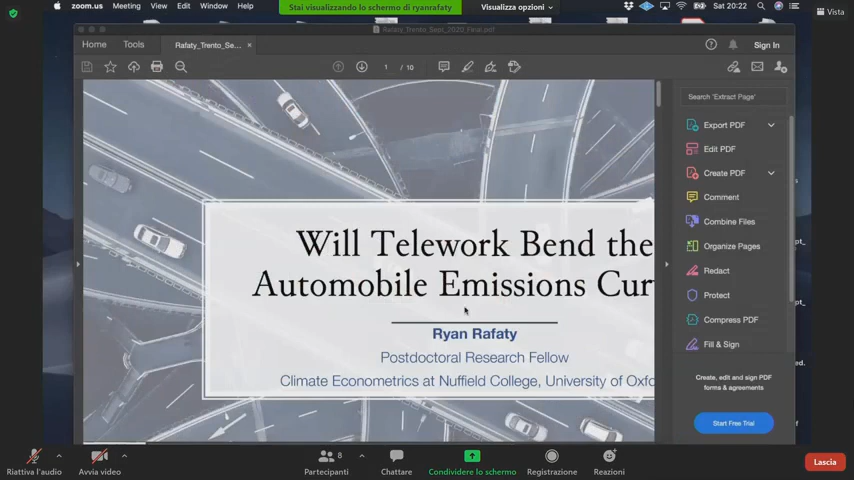 zoom.us Meeting View Edit Window Help
Stai visualizzando lo schermo di ryanrafaty
Visualizza opzioni
Sat 20:22
Vista
Rafaty_Trento_Sept_2020_Final.pdf
Home Tools Rafaty_Trento_Se... × Sign In
1 / 10
Search 'Extract Page'
Export PDF
Edit PDF
Create PDF
Comment
Combine Files
Organize Pages
Redact
Protect
Compress PDF
Fill & Sign
Create, edit and sign PDF
forms & agreements
Start Free Trial
Will Telework Bend the
Automobile Emissions Cur
Ryan Rafaty
Postdoctoral Research Fellow
Climate Econometrics at Nuffield College, University of Oxfo
Riattiva l'audio
Avvia video
Partecipanti 8
Chattare
Condividere lo schermo
Registrazione
Reazioni
Lascia